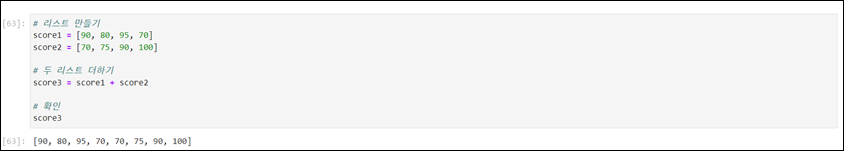 [63]: # 리스트 만들기
score1 = [90, 80, 95, 70]
score2 = [70, 75, 90, 100]
# 두 리스트 더하기
score3 = score1 + score2
# 확인
score3
[63]: [90, 80, 95, 70, 70, 75, 90, 100]